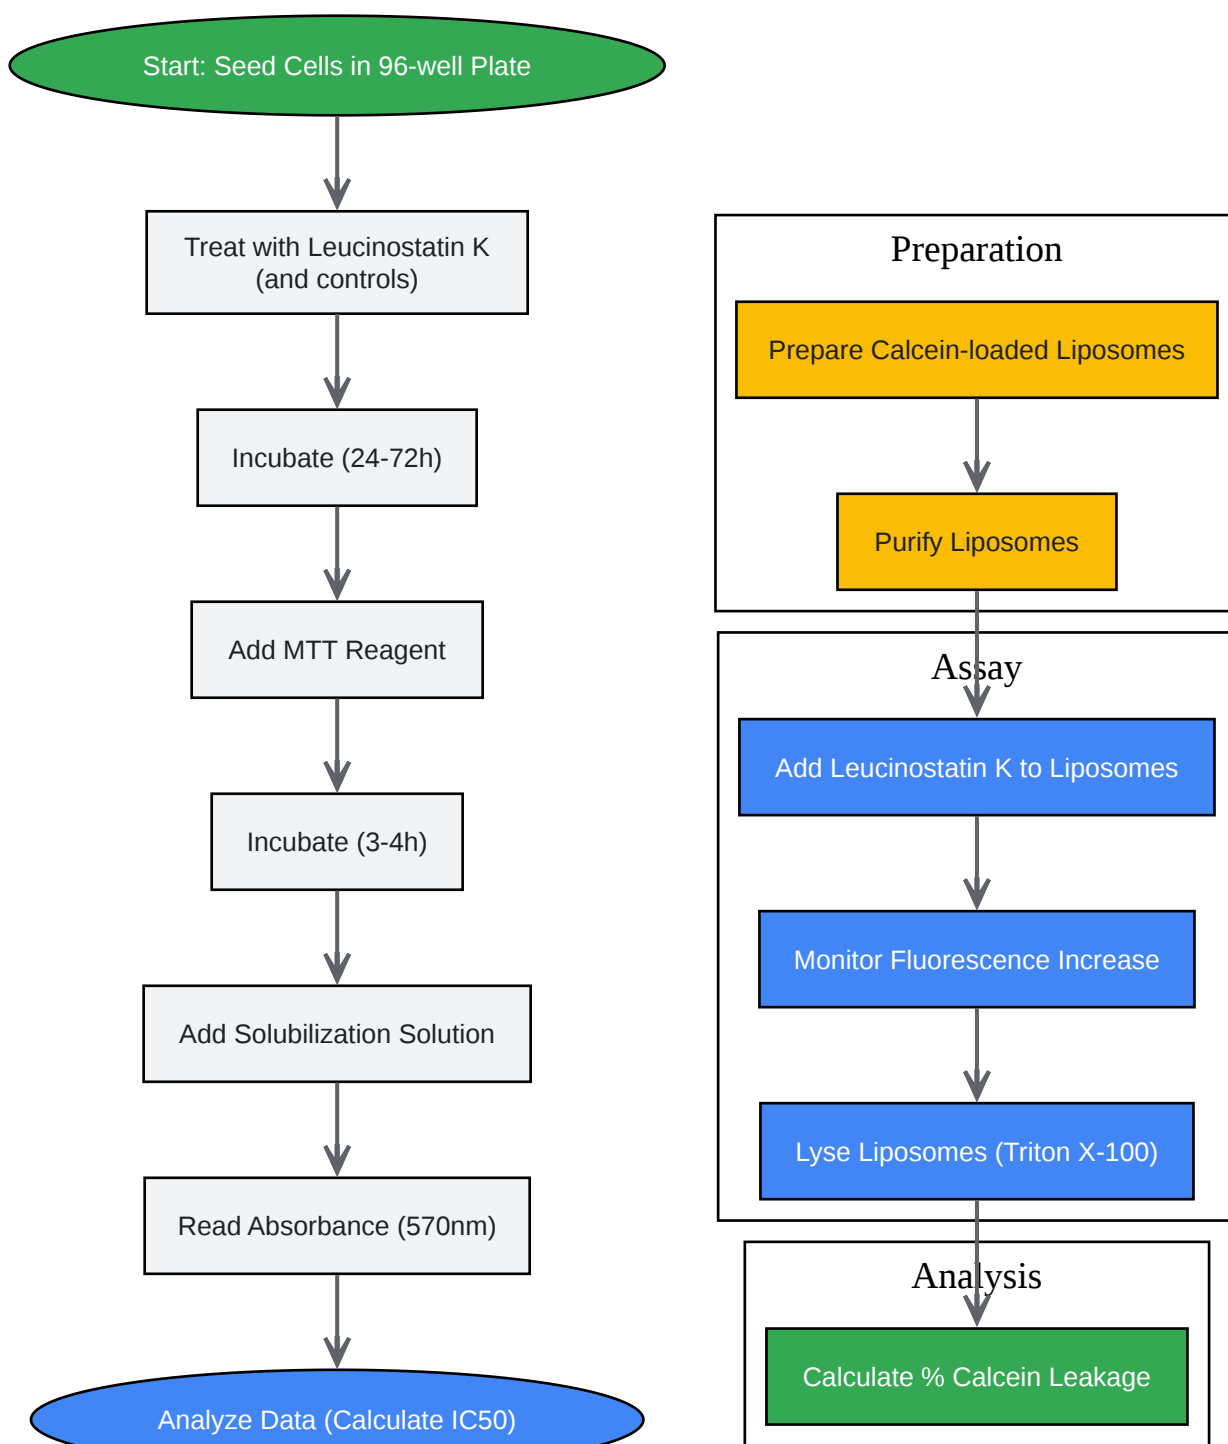 Start: Seed Cells in 96-well Plate
Treat with Leucinostatin K
(and controls)
Incubate (24-72h)
Add MTT Reagent
Incubate (3-4h)
Add Solubilization Solution
Read Absorbance (570nm)
Analyze Data (Calculate IC50)
Preparation
Prepare Calcein-loaded Liposomes
Purify Liposomes
Assay
Add Leucinostatin K to Liposomes
Monitor Fluorescence Increase
Lyse Liposomes (Triton X-100)
Analysis
Calculate % Calcein Leakage